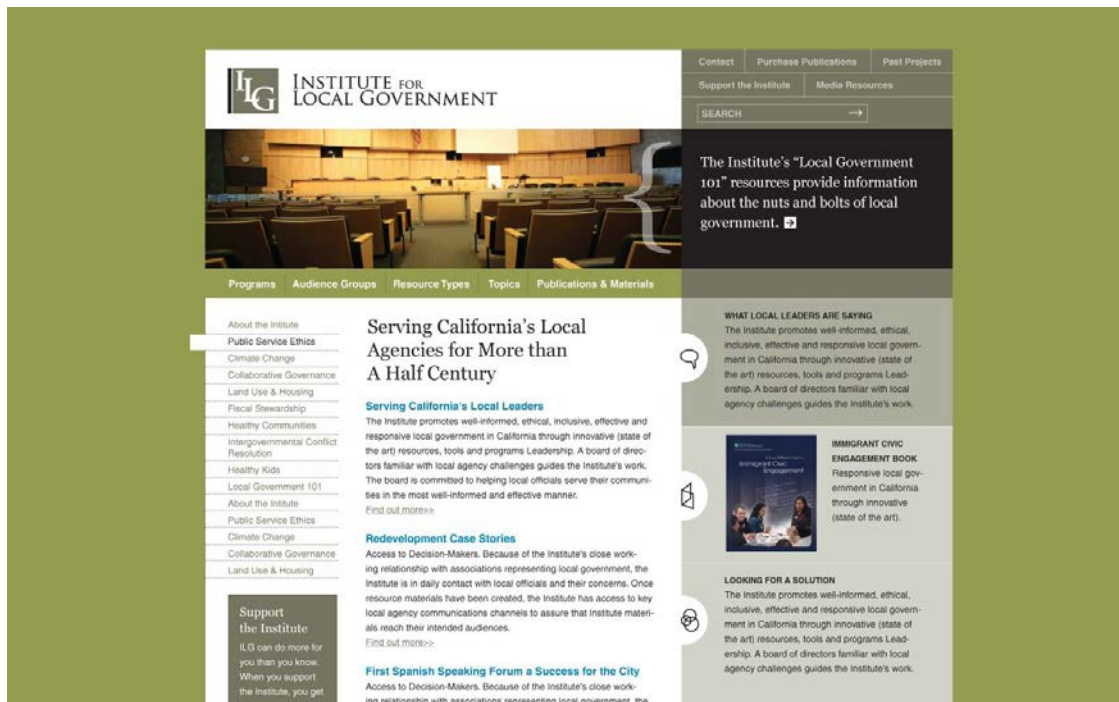 ILG
INSTITUTE FOR
LOCAL GOVERNMENT
Contact
Purchase Publications
Past Projects
Support the Institute
Media Resources
SEARCH
The Institute's “Local Government
101” resources provide information
about the nuts and bolts of local
government.
Programs
Audience Groups
Resource Types
Topics
Publications & Materials
About the Intitute
Public Service Ethics
Climate Change
Collaborative Governance
Land Use & Housing
Fiscal Stewardship
Healthy Communities
Intergovernmental Conflict
Resolution
Healthy Kids
Local Government 101
About the Intitute
Public Service Ethics
Climate Change
Collaborative Governance
Land Use & Housing
Support
the Institute
ILG can do more for
you than you know.
When you support
the Institute, you get
Serving California's Local
Agencies for More than
A Half Century
Serving California's Local Leaders
The Institute promotes well-informed, ethical, inclusive, effective and
responsive local government in California through innovative (state of
the art) resources, tools and programs Leadership. A board of direc-
tors familiar with local agency challenges guides the Institute's work.
The board is committed to helping local officials serve their communi-
ties in the most well-informed and effective manner.
Find out more>>
Redevelopment Case Stories
Access to Decision-Makers. Because of the Institute's close work-
ing relationship with associations representing local government, the
Institute is in daily contact with local officials and their concerns. Once
resource materials have been created, the Institute has access to key
local agency communications channels to assure that Institute materi-
als reach their intended audiences.
Find out more>>
First Spanish Speaking Forum a Success for the City
Access to Decision-Makers. Because of the Institute's close work-
ing relationship with associations representing local government, the
WHAT LOCAL LEADERS ARE SAYING
The Institute promotes well-informed, ethical,
inclusive, effective and responsive local govern-
ment in California through innovative (state of
the art) resources, tools and programs Lead-
ership. A board of directors familiar with local
agency challenges guides the Institute's work.
Immigrant Civic
Engagement
IMMIGRANT CIVIC
ENGAGEMENT BOOK
Responsive local gov-
ernment in California
through innovative
(state of the art).
LOOKING FOR A SOLUTION
The Institute promotes well-informed, ethical,
inclusive, effective and responsive local govern-
ment in California through innovative (state of
the art) resources, tools and programs Lead-
ership. A board of directors familiar with local
agency challenges guides the Institute's work.